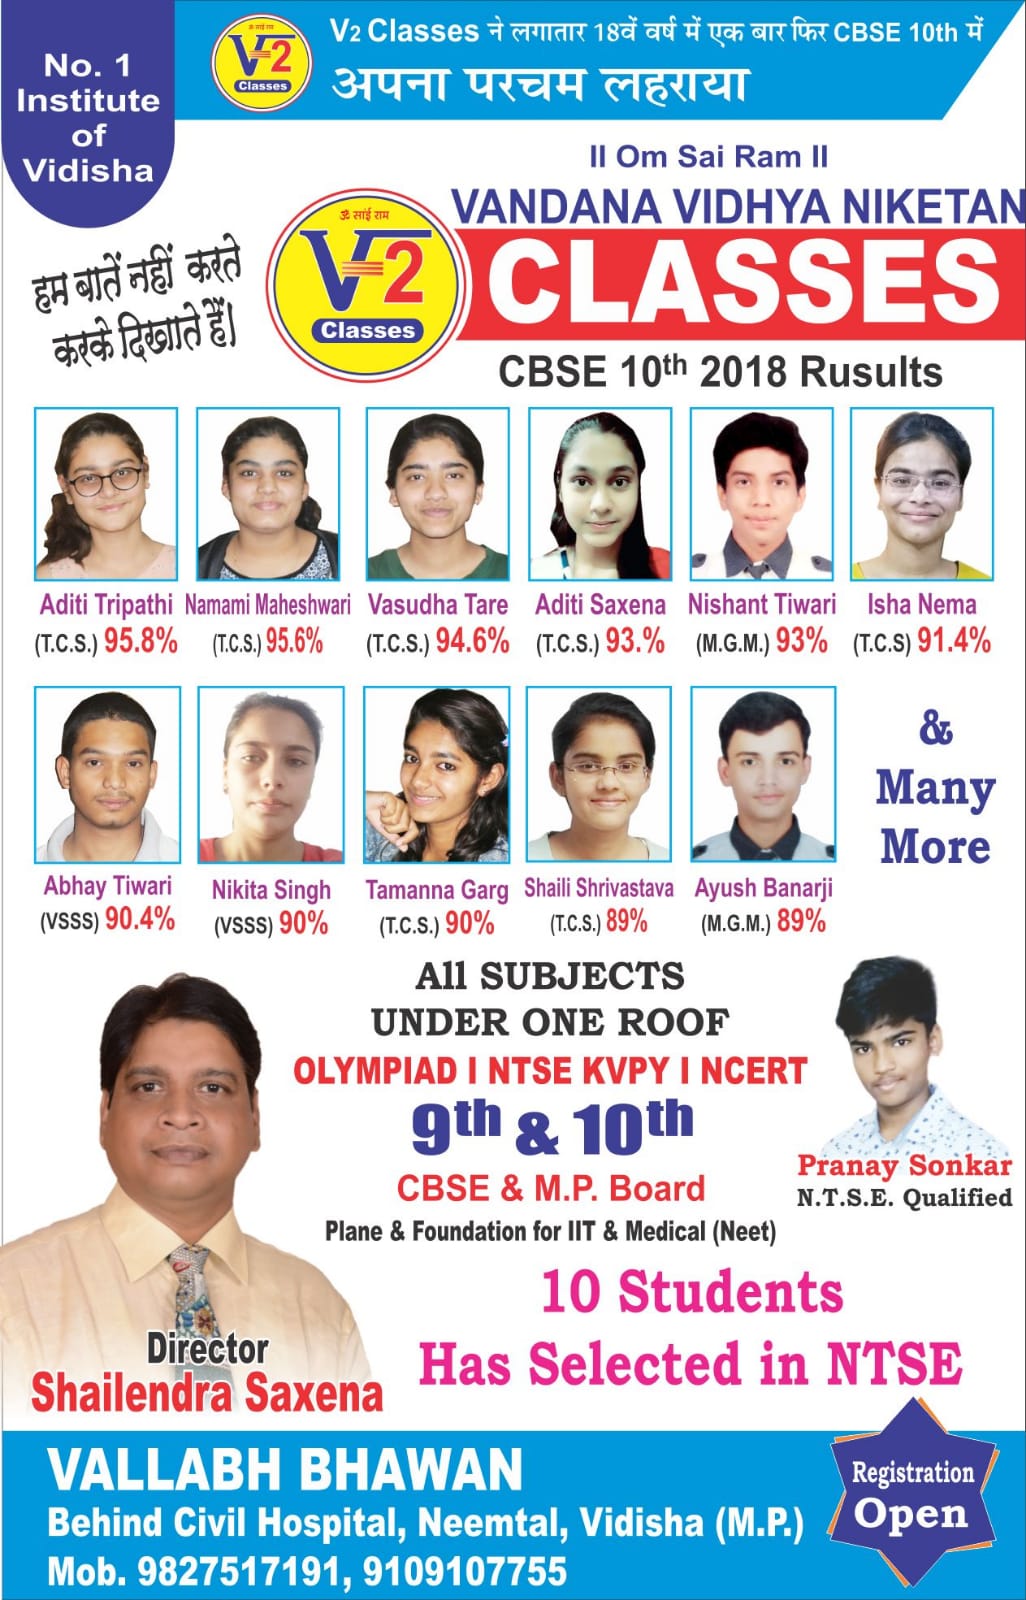 No. 1
Institute
of
Vidisha
ॐ सांई राम
V=2
Classes
V2 Classes ने लगातार 18वें वर्ष में एक बार फिर CBSE 10th में
अपना परचम लहराया
हम बातें नहीं करते
करके दिखाते हैं।
II Om Sai Ram II
VANDANA VIDHYA NIKETAN
ॐ सांई राम
V=2
Classes
CLASSES
CBSE 10th 2018 Rusults
Aditi Tripathi
(T.C.S.) 95.8%
Namami Maheshwari
(T.C.S.) 95.6%
Vasudha Tare
(T.C.S.) 94.6%
Aditi Saxena
(T.C.S.) 93.%
Nishant Tiwari
(M.G.M.) 93%
Isha Nema
(T.C.S) 91.4%
Abhay Tiwari
(VSSS) 90.4%
Nikita Singh
(VSSS) 90%
Tamanna Garg
(T.C.S.) 90%
Shaili Shrivastava
(T.C.S.) 89%
Ayush Banarji
(M.G.M.) 89%
&
Many
More
All SUBJECTS
UNDER ONE ROOF
OLYMPIAD I NTSE KVPY I NCERT
9th & 10th
CBSE & M.P. Board
Plane & Foundation for IIT & Medical (Neet)
Pranay Sonkar
N.T.S.E. Qualified
10 Students
Has Selected in NTSE
Director
Shailendra Saxena
VALLABH BHAWAN
Behind Civil Hospital, Neemtal, Vidisha (M.P.)
Mob. 9827517191, 9109107755
Registration
Open